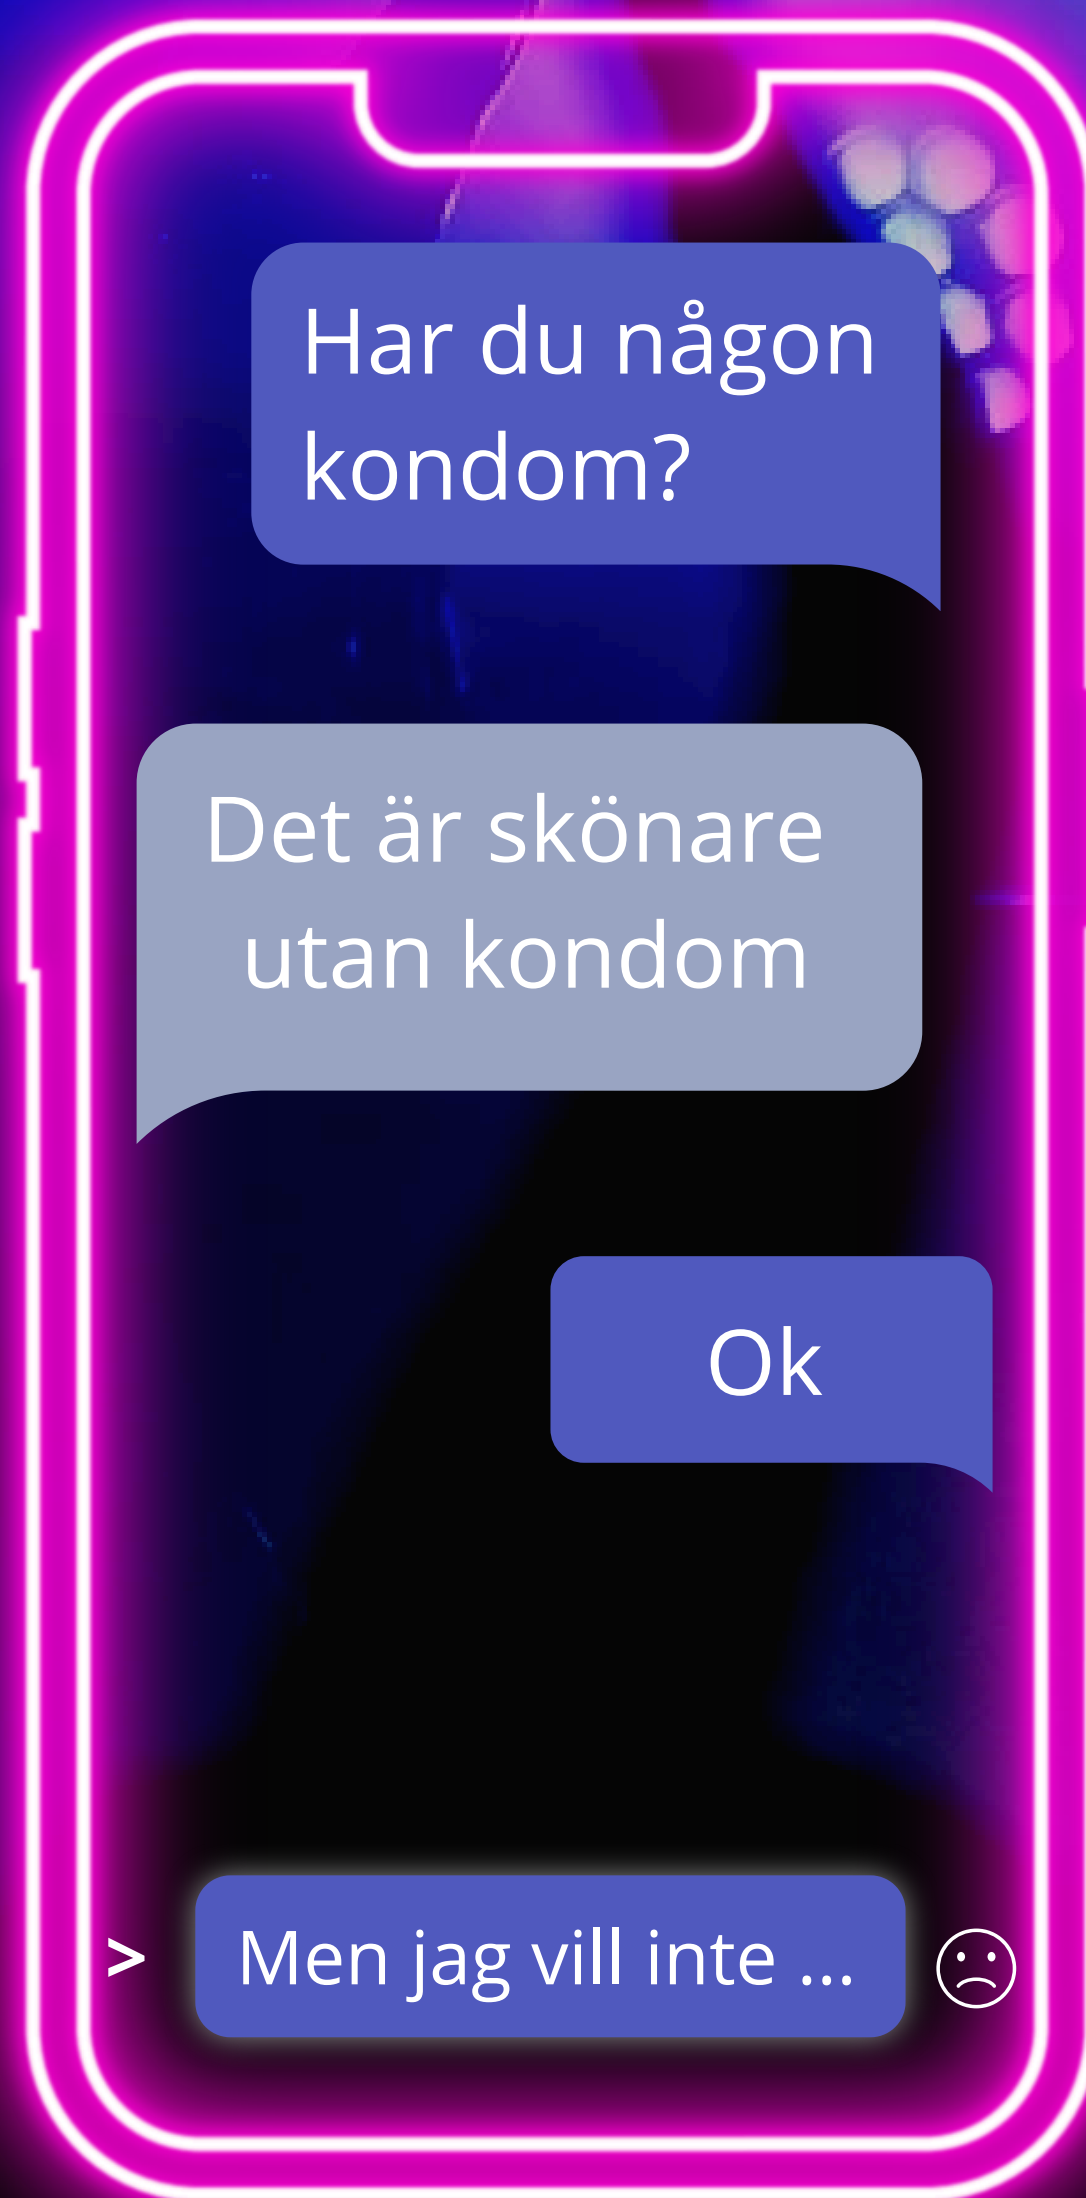 Har du någon
kondom?
Det är skönare
utan kondom
Ok
> Men jag vill inte ...